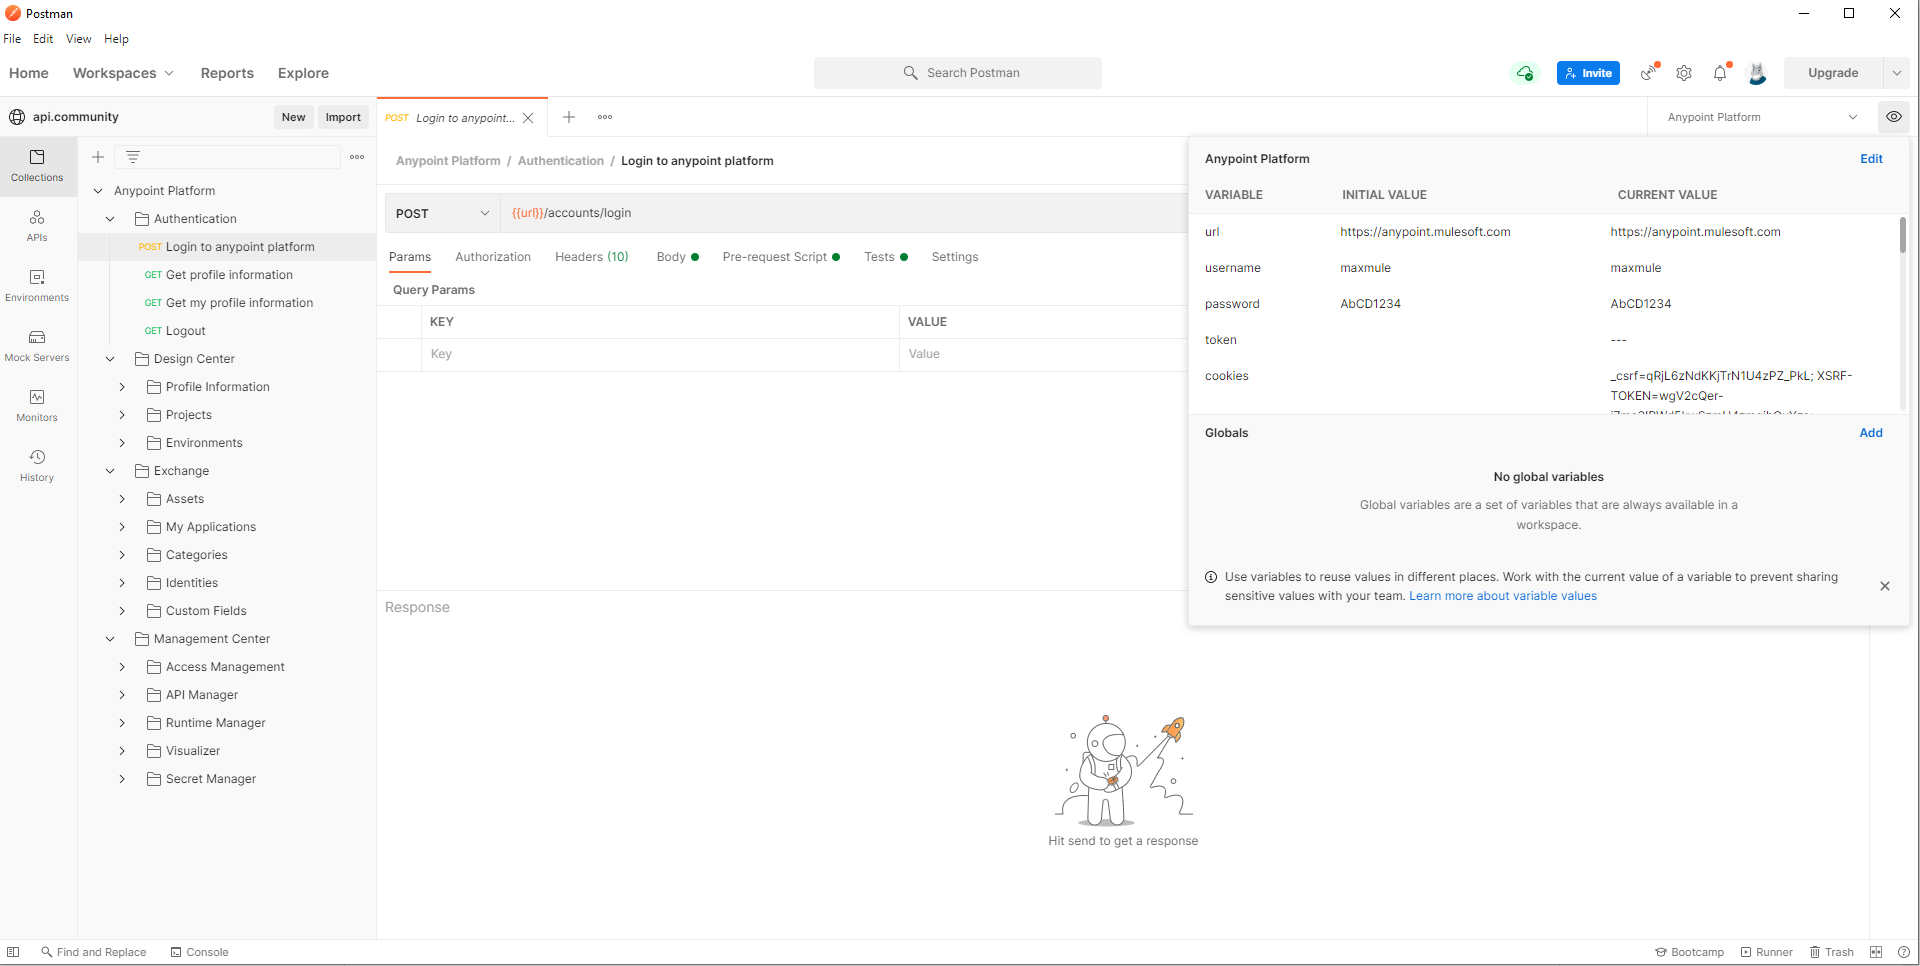 Postman
File Edit View Help
Home Workspaces Reports Explore Search Postman Invite Upgrade
api.community New Import
POST Login to anypoint...
Anypoint Platform
Collections
APIs
Environments
Mock Servers
Monitors
History
Anypoint Platform
Authentication
POST Login to anypoint platform
GET Get profile information
GET Get my profile information
GET Logout
Design Center
Profile Information
Projects
Environments
Exchange
Assets
My Applications
Categories
Identities
Custom Fields
Management Center
Access Management
API Manager
Runtime Manager
Visualizer
Secret Manager
Anypoint Platform / Authentication / Login to anypoint platform
POST {{url}}/accounts/login
Params Authorization Headers (10) Body Pre-request Script Tests Settings
Query Params
KEY VALUE
Key Value
Response
Hit send to get a response
Anypoint Platform Edit
VARIABLE INITIAL VALUE CURRENT VALUE
url https://anypoint.mulesoft.com https://anypoint.mulesoft.com
username maxmule maxmule
password AbCD1234 AbCD1234
token ---
cookies _csrf=qRjL6zNdKKjTrN1U4zPZ_PkL; XSRF-
TOKEN=wgV2cQer-
Globals Add
No global variables
Global variables are a set of variables that are always available in a
workspace.
Use variables to reuse values in different places. Work with the current value of a variable to prevent sharing
sensitive values with your team. Learn more about variable values
Find and Replace Console Bootcamp Runner Trash